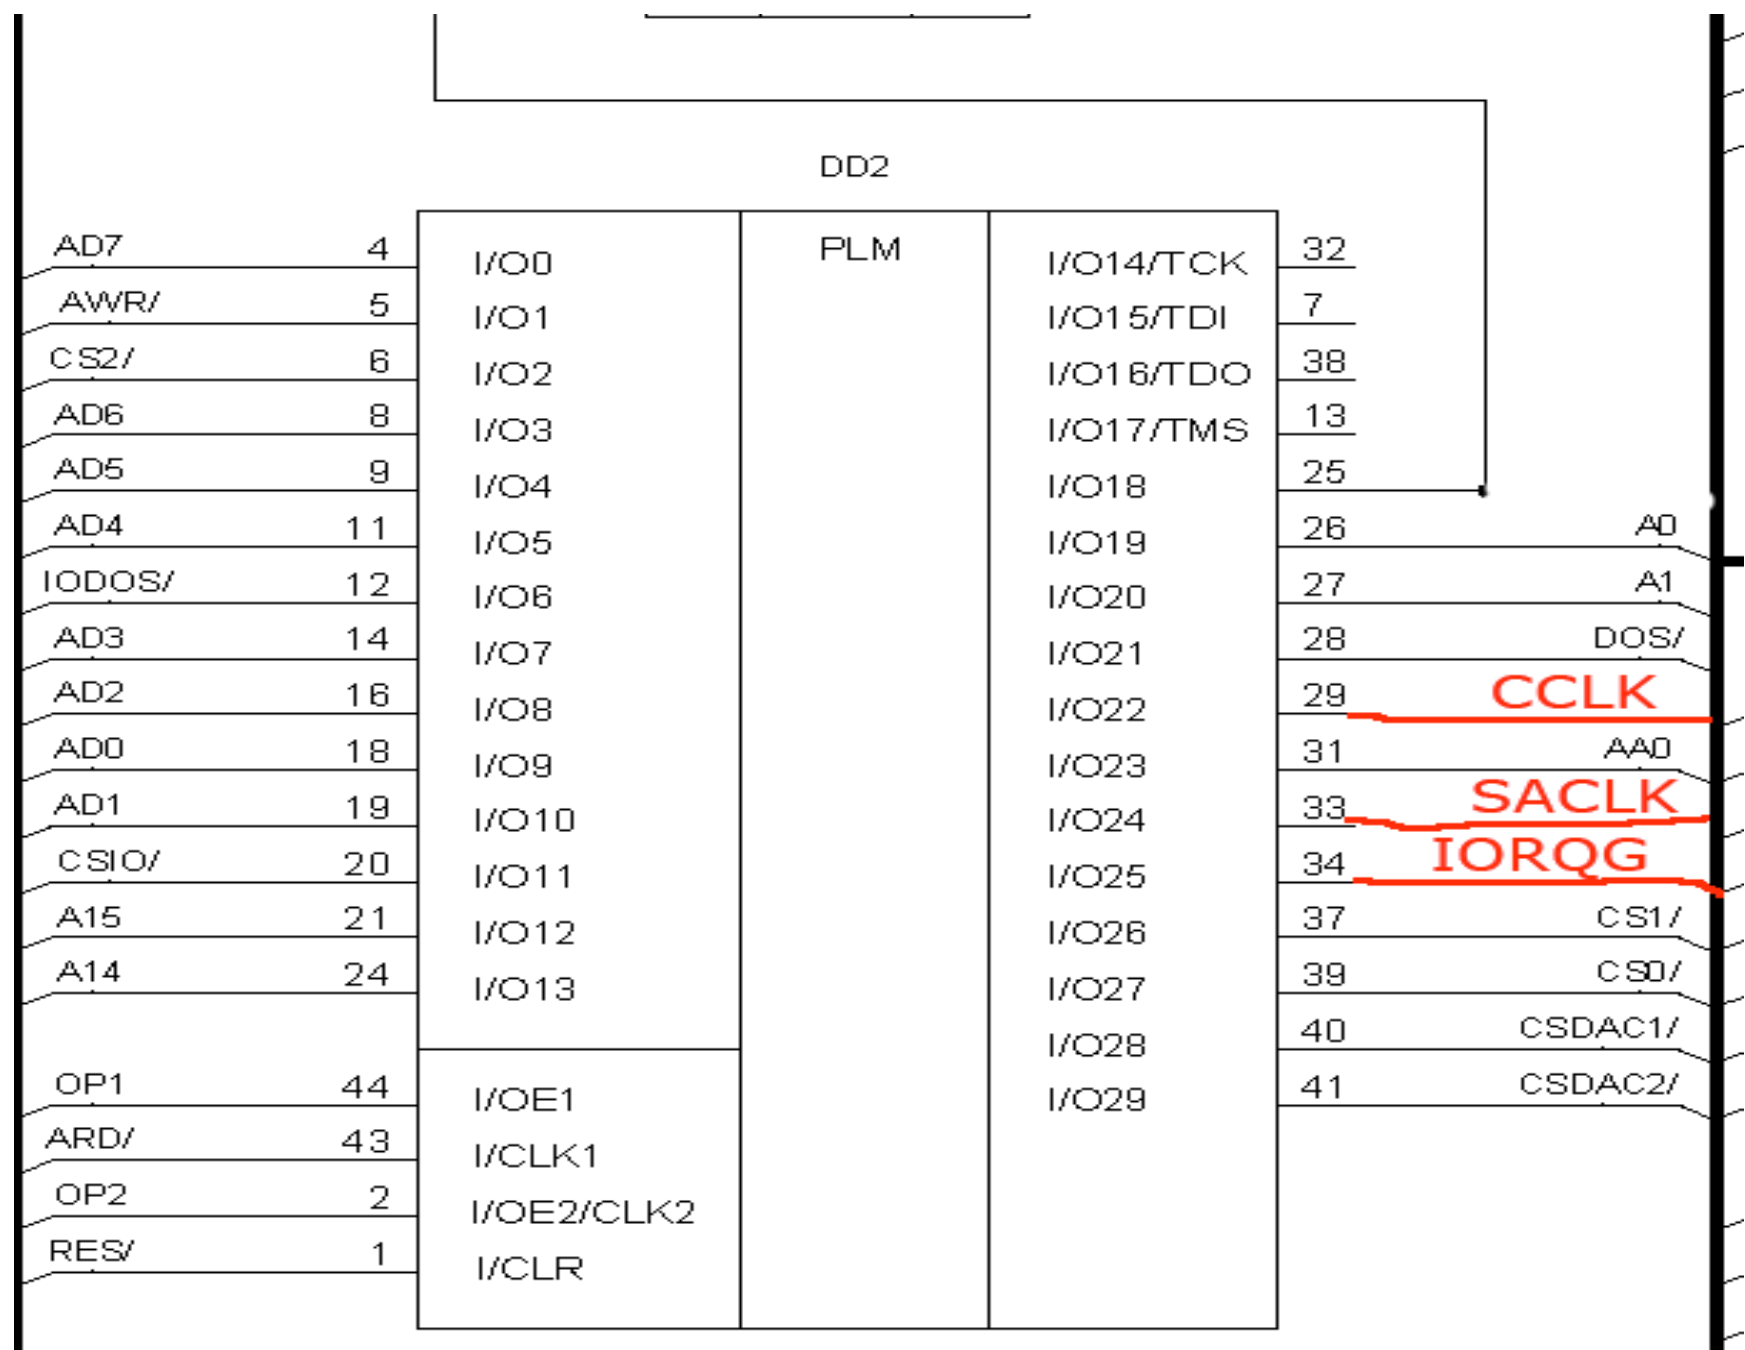 DD2
PLM
AD7 4 I/O0 I/O14/TCK 32
AWR/ 5 I/O1 I/O15/TDI 7
CS2/ 6 I/O2 I/O16/TDO 38
AD6 8 I/O3 I/O17/TMS 13
AD5 9 I/O4 I/O18 25
AD4 11 I/O5 I/O19 26 A0
IODOS/ 12 I/O6 I/O20 27 A1
AD3 14 I/O7 I/O21 28 DOS/
AD2 16 I/O8 I/O22 29 CCLK
AD0 18 I/O9 I/O23 31 AA0
AD1 19 I/O10 I/O24 33 SACLK
CSIO/ 20 I/O11 I/O25 34 IORQG
A15 21 I/O12 I/O26 37 CS1/
A14 24 I/O13 I/O27 39 CS0/
I/O28 40 CSDAC1/
OP1 44 I/OE1 I/O29 41 CSDAC2/
ARD/ 43 I/CLK1
OP2 2 I/OE2/CLK2
RES/ 1 I/CLR